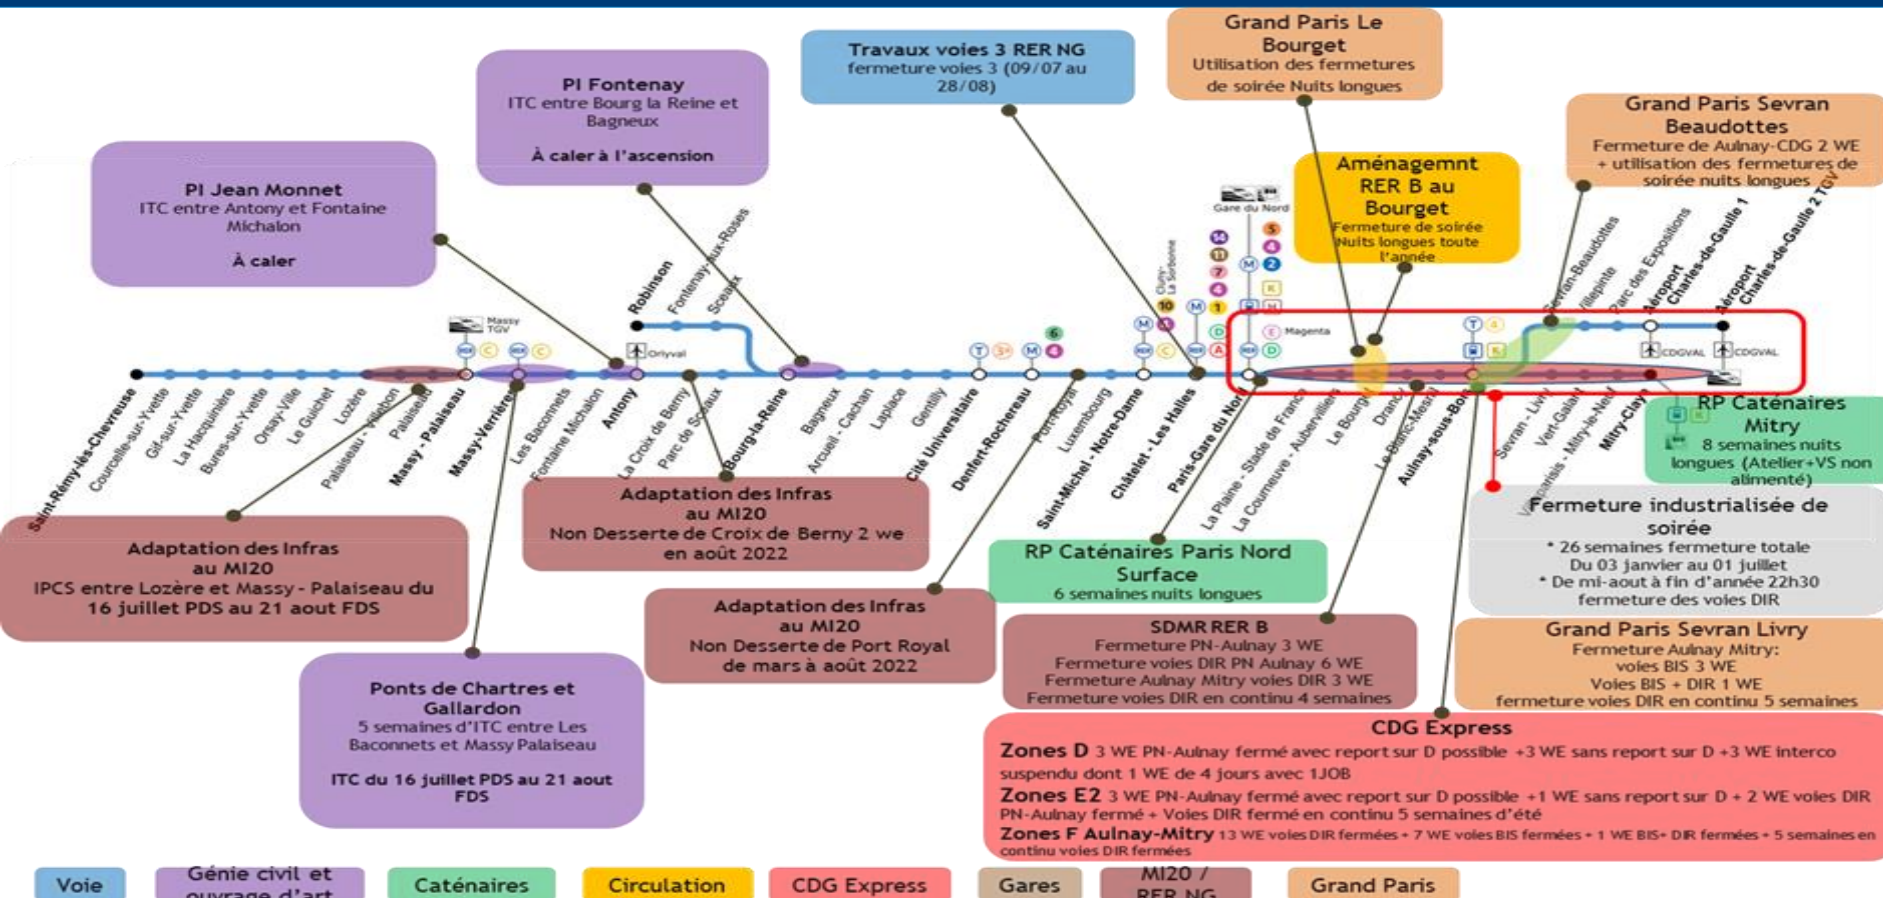 Grand Paris Le
Bourget
Utilisation des fermetures
de soirée Nuits longues
Travaux voies 3 RER NG
fermeture voies 3 (09/07 au
28/08)
PI Fontenay
ITC entre Bourg la Reine et
Bagneux
À caler à l'ascension
Grand Paris Sevran
Beaudottes
Fermeture de Aulnay-CDG 2 WE
+ utilisation des fermetures de
soirée nuits longues
PI Jean Monnet
ITC entre Antony et Fontaine
Michalon
À caler
Aménagemnt
RER B au
Bourget
Fermeture de soirée
Nuits longues toute
l'année
Gare du Nord
Massy
TGV
Orlyval
Magenta
CDGVAL
CDGVAL
Robinson
Fontenay-aux-Roses
Sceaux
Cluny-
La Sorbonne
Sevran-Beaudottes
Villepinte
Parc des Expositions
Aéroport
Charles-de-Gaulle 1
Aéroport
Charles-de-Gaulle 2 TGV
Saint-Rémy-lès-Chevreuse
Courcelle-sur-Yvette
Gif-sur-Yvette
La Hacquinière
Bures-sur-Yvette
Orsay-Ville
Le Guichet
Lozère
Palaiseau - Villebon
Palaiseau
Massy - Palaiseau
Massy-Verrières
Les Baconnets
Fontaine Michalon
Antony
La Croix de Berny
Parc de Sceaux
Bourg-la-Reine
Bagneux
Arcueil - Cachan
Laplace
Gentilly
Cité Universitaire
Denfert-Rochereau
Port-Royal
Luxembourg
Saint-Michel - Notre-Dame
Châtelet - Les Halles
Paris-Gare du Nord
La Plaine - Stade de France
La Courneuve - Aubervilliers
Le Bourget
Drancy
Le Blanc-Mesnil
Aulnay-sous-Bois
Sevran - Livry
Vert-Galant
Villeparisis - Mitry-le-Neuf
Mitry-Claye
RP Caténaires
Mitry
8 semaines nuits
longues (Atelier+VS non
alimenté)
Adaptation des Infras
au MI20
Non Desserte de Croix de Berny 2 we
en août 2022
Fermeture industrialisée de
soirée
* 26 semaines fermeture totale
Du 03 janvier au 01 juillet
* De mi-aout à fin d'année 22h30
fermeture des voies DIR
Adaptation des Infras
au MI20
IPCS entre Lozère et Massy - Palaiseau du
16 juillet PDS au 21 aout FDS
RP Caténaires Paris Nord
Surface
6 semaines nuits longues
Adaptation des Infras
au MI20
Non Desserte de Port Royal
de mars à août 2022
SDMR RER B
Fermeture PN-Aulnay 3 WE
Fermeture voies DIR PN Aulnay 6 WE
Fermeture Aulnay Mitry voies DIR 3 WE
Fermeture voies DIR en continu 4 semaines
Grand Paris Sevran Livry
Fermeture Aulnay Mitry:
voies BIS 3 WE
Voies BIS + DIR 1 WE
fermeture voies DIR en continu 5 semaines
Ponts de Chartres et
Gallardon
5 semaines d'ITC entre Les
Baconnets et Massy Palaiseau
ITC du 16 juillet PDS au 21 aout
FDS
CDG Express
Zones D 3 WE PN-Aulnay fermé avec report sur D possible +3 WE sans report sur D +3 WE interco
suspendu dont 1 WE de 4 jours avec 1JOB
Zones E2 3 WE PN-Aulnay fermé avec report sur D possible +1 WE sans report sur D + 2 WE voies DIR
PN-Aulnay fermé + Voies DIR fermé en continu 5 semaines d'été
Zones F Aulnay-Mitry 13 WE voies DIR fermées + 7 WE voies BIS fermées + 1 WE BIS+ DIR fermées + 5 semaines en
continu voies DIR fermées
Voie
Génie civil et
ouvrage d'art
Caténaires
Circulation
CDG Express
Gares
MI20 /
RER NG
Grand Paris